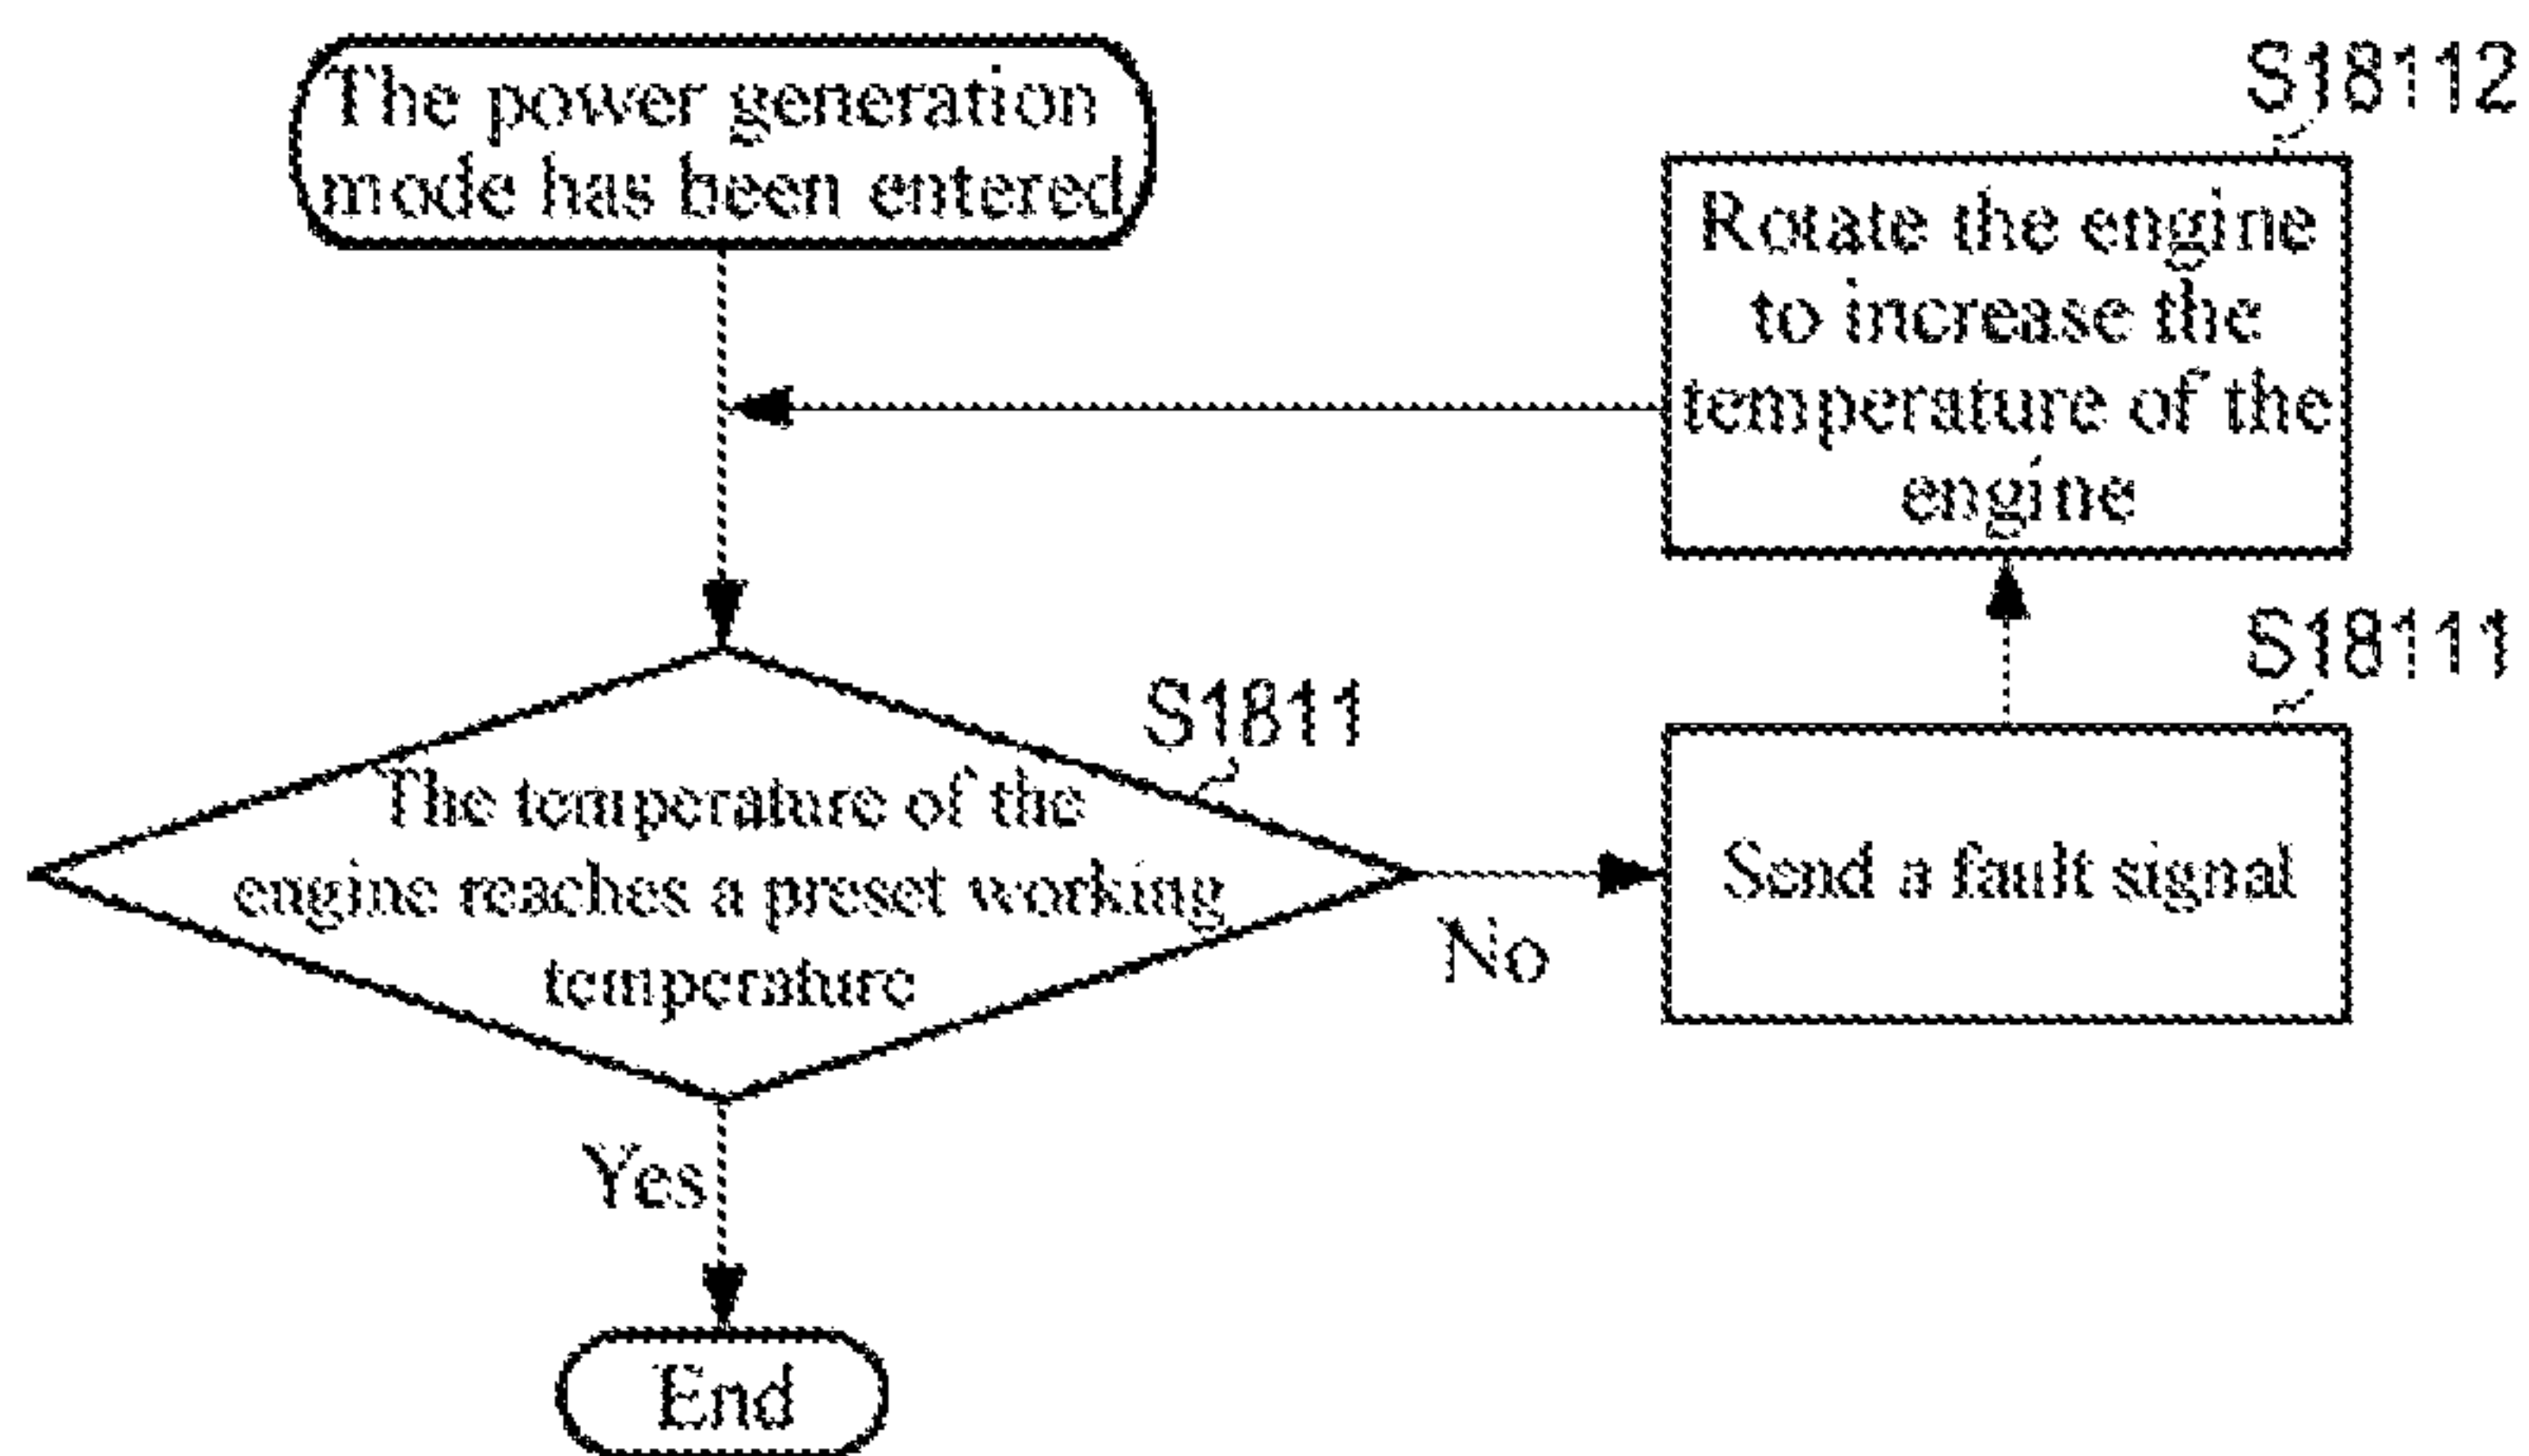 The power generation
mode has been entered
S18112
Rotate the engine
to increase the
temperature of the
engine
S1811
The temperature of the
engine reaches a preset working
temperature
No
S18111
Send a fault signal
Yes
End